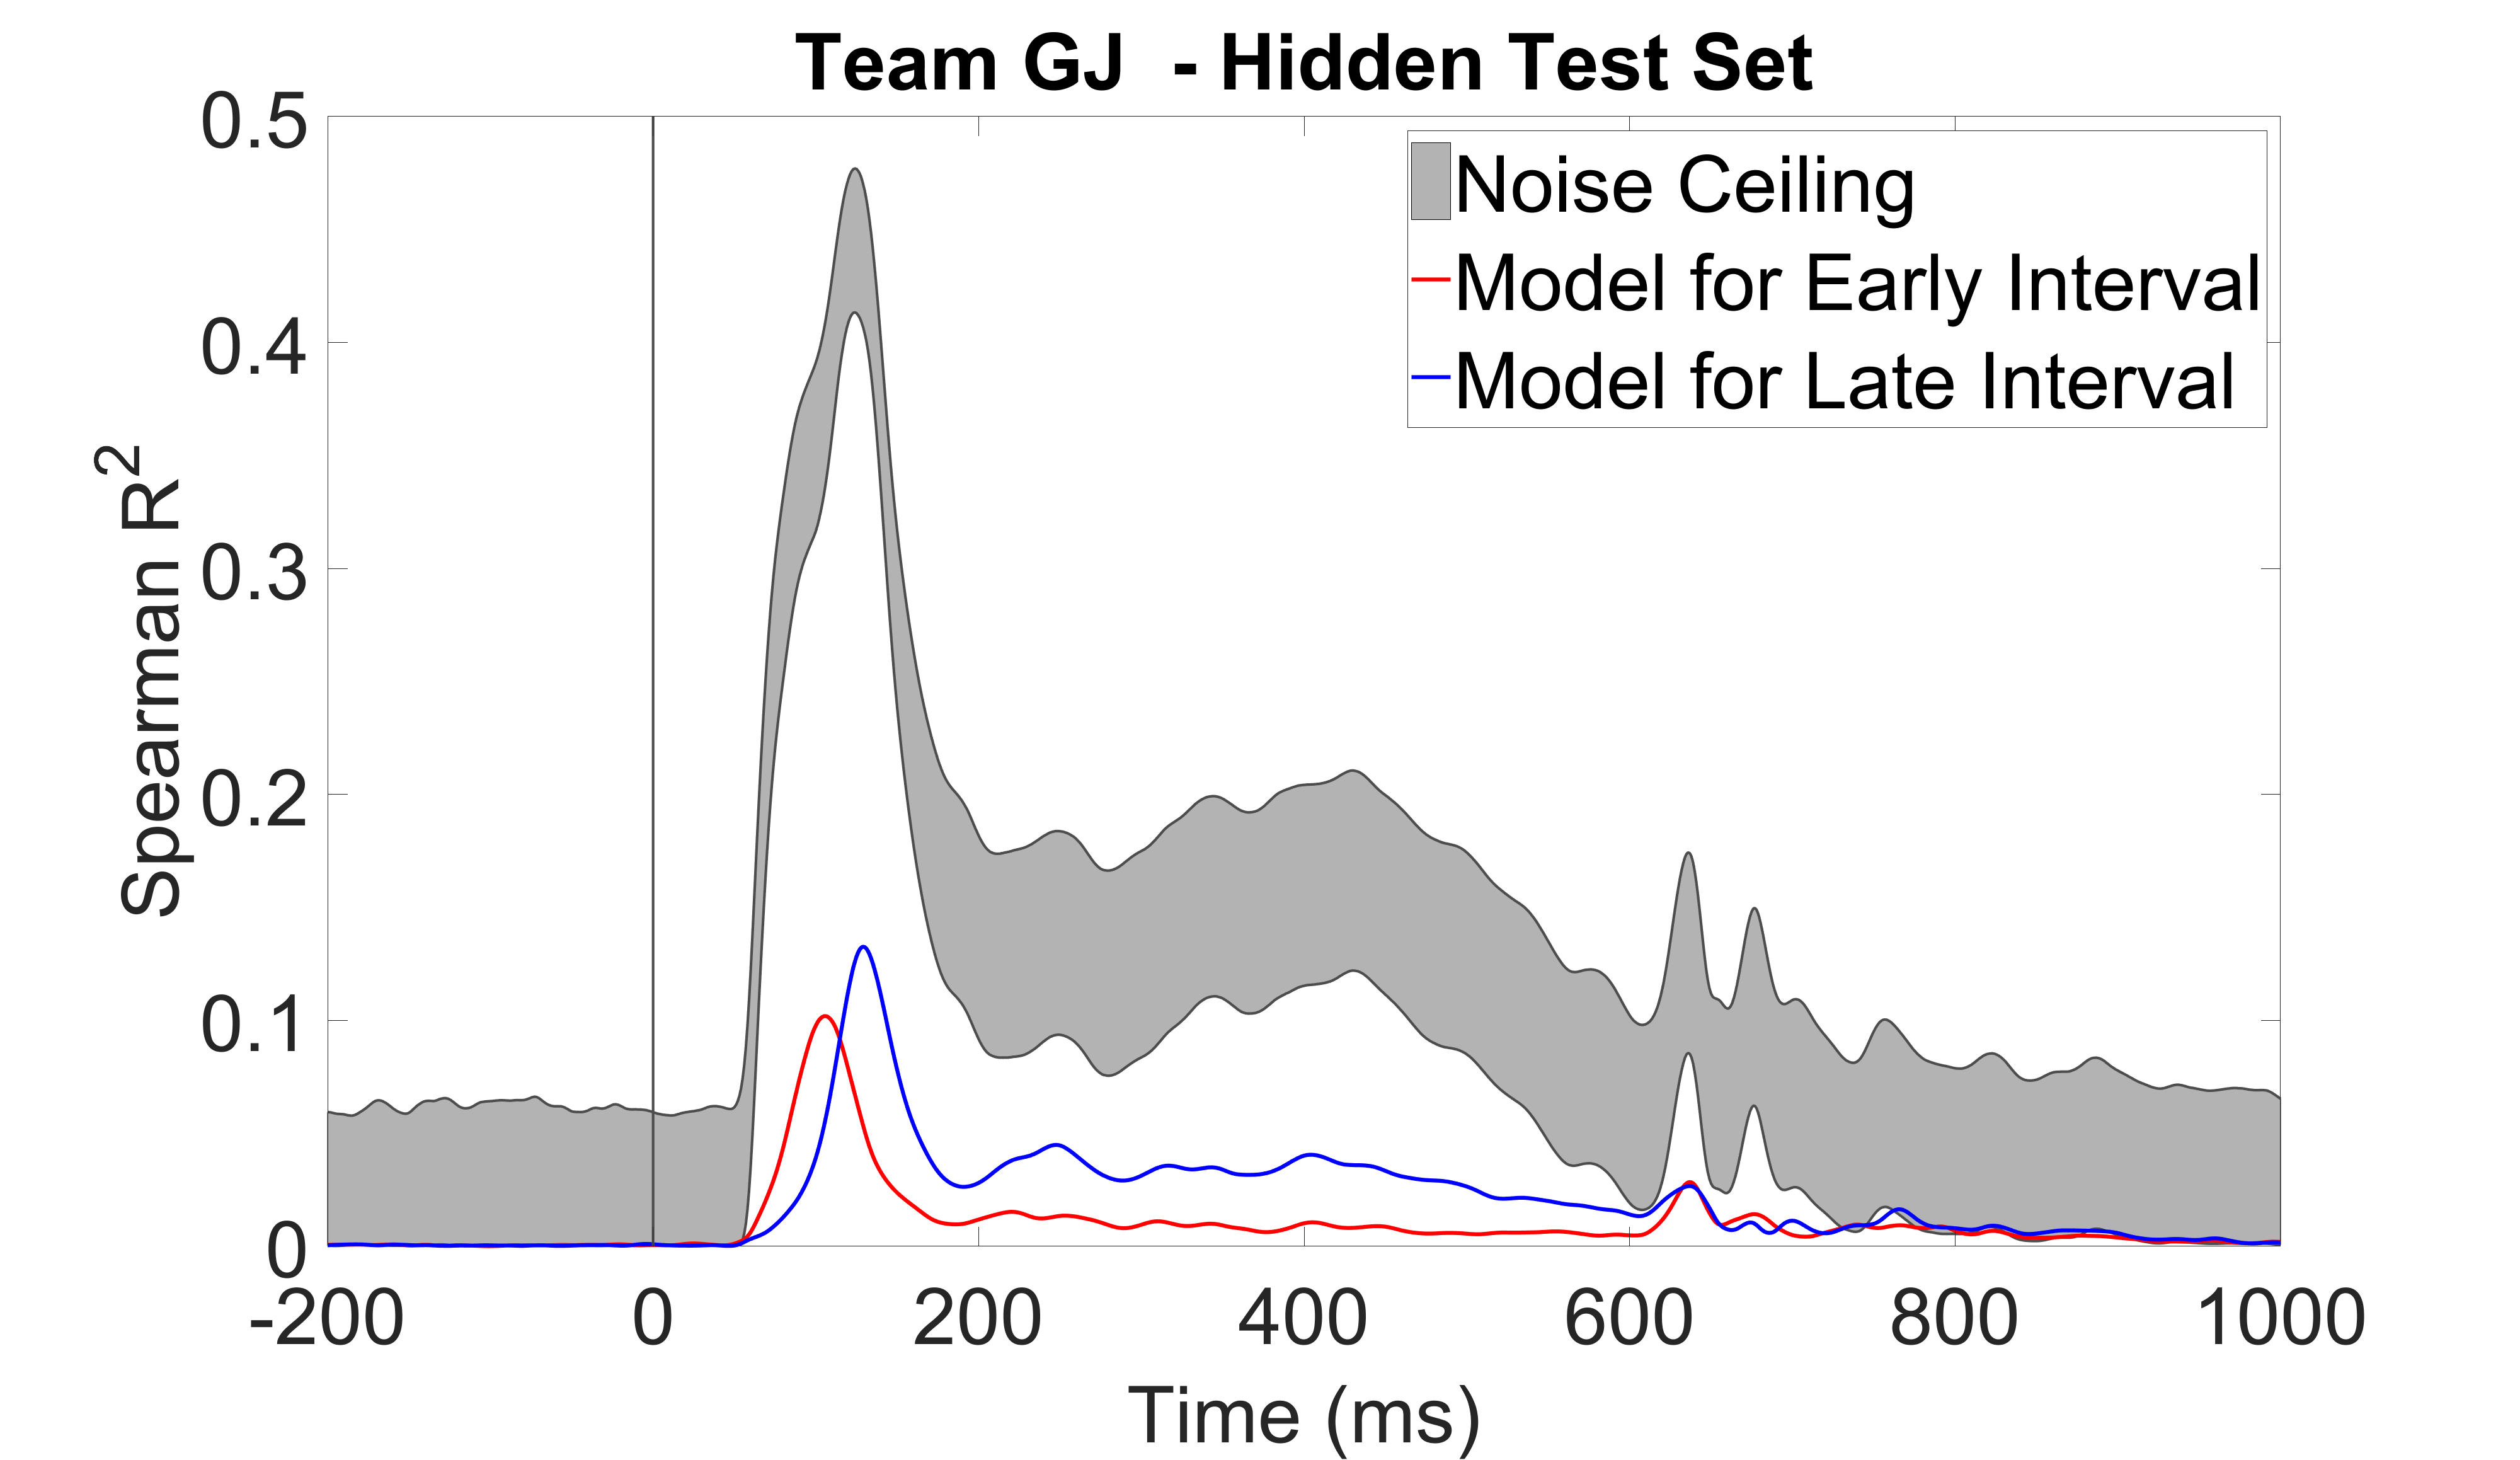 Team GJ - Hidden Test Set
0.5
0.4
0.3
0.2
0.1
0
Spearman R²
Noise Ceiling
Model for Early Interval
Model for Late Interval
-200 0 200 400 600 800 1000
Time (ms)